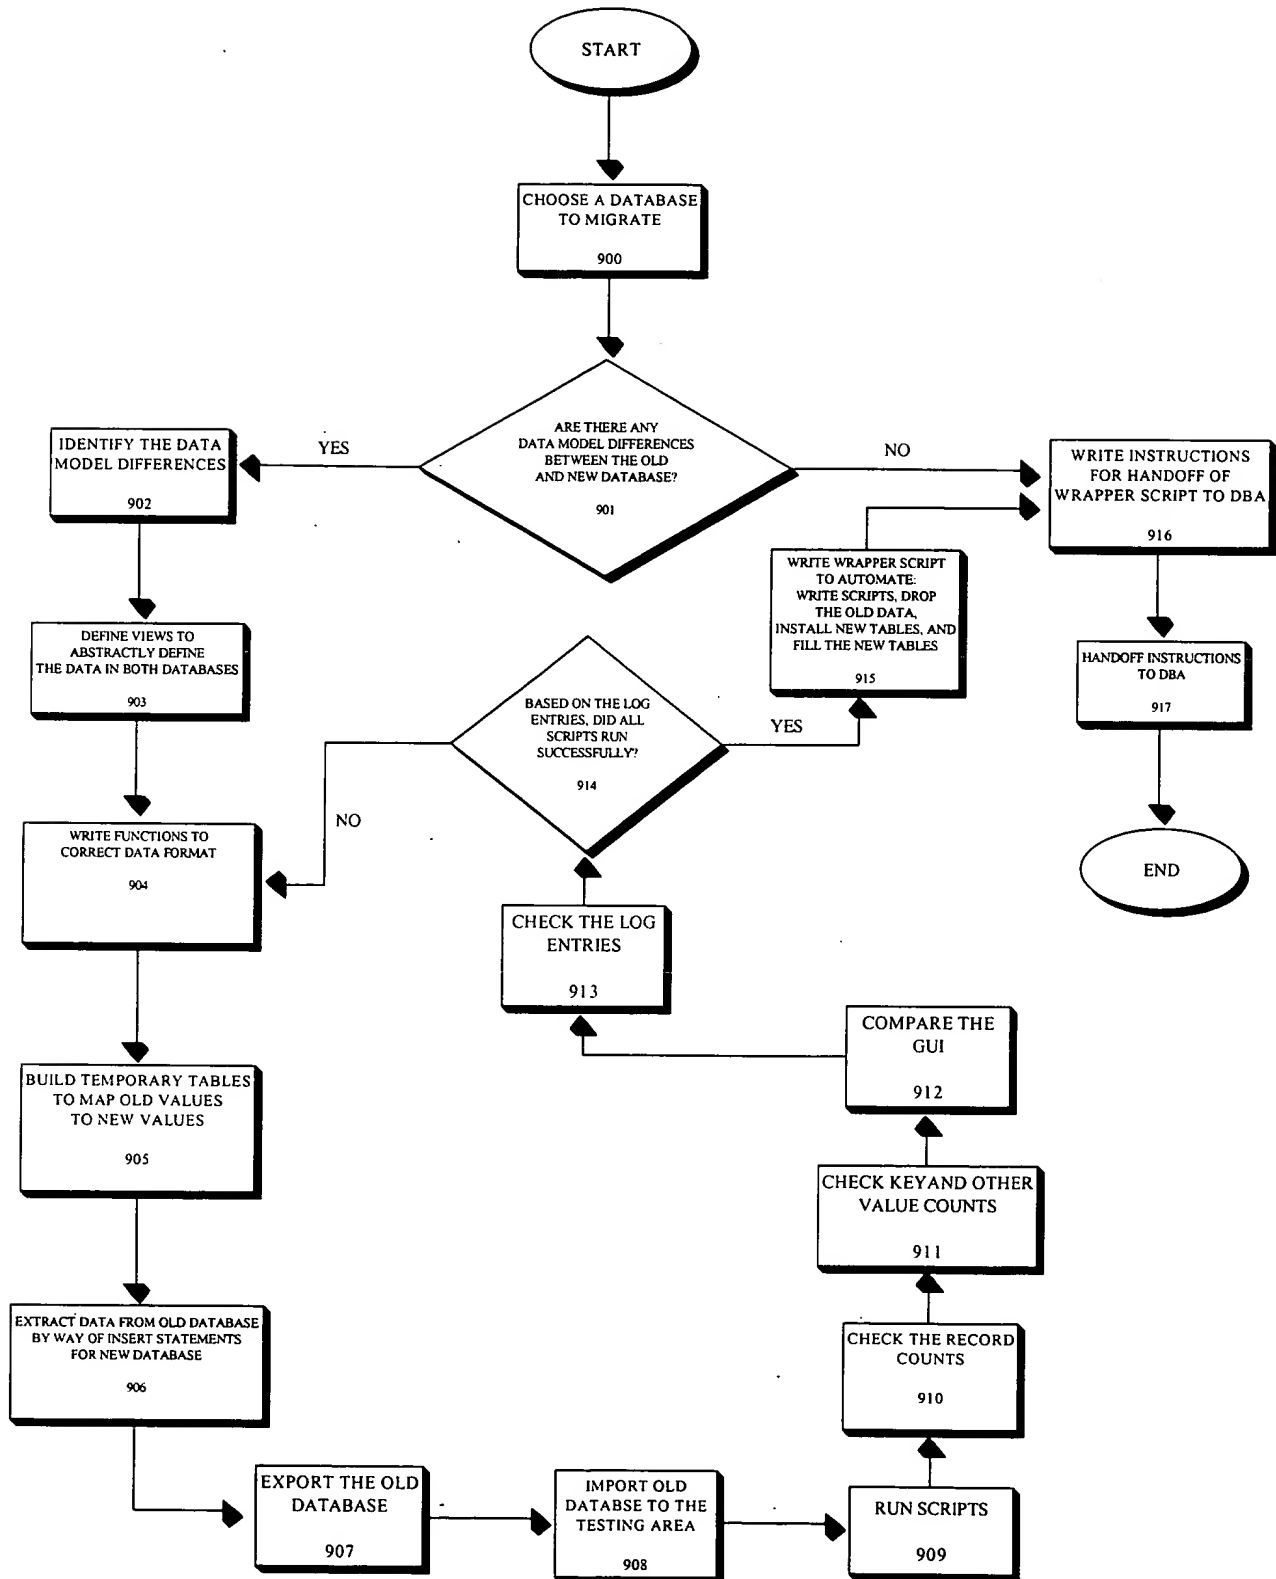 START
CHOOSE A DATABASE
TO MIGRATE
900
ARE THERE ANY
DATA MODEL DIFFERENCES
BETWEEN THE OLD
AND NEW DATABASE?
901
YES
NO
IDENTIFY THE DATA
MODEL DIFFERENCES
902
DEFINE VIEWS TO
ABSTRACTLY DEFINE
THE DATA IN BOTH DATABASES
903
WRITE FUNCTIONS TO
CORRECT DATA FORMAT
904
BUILD TEMPORARY TABLES
TO MAP OLD VALUES
TO NEW VALUES
905
EXTRACT DATA FROM OLD DATABASE
BY WAY OF INSERT STATEMENTS
FOR NEW DATABASE
906
EXPORT THE OLD
DATABASE
907
IMPORT OLD
DATABSE TO THE
TESTING AREA
908
RUN SCRIPTS
909
CHECK THE RECORD
COUNTS
910
CHECK KEYAND OTHER
VALUE COUNTS
911
COMPARE THE
GUI
912
CHECK THE LOG
ENTRIES
913
BASED ON THE LOG
ENTRIES, DID ALL
SCRIPTS RUN
SUCCESSFULLY?
914
NO
YES
WRITE WRAPPER SCRIPT
TO AUTOMATE:
WRITE SCRIPTS, DROP
THE OLD DATA,
INSTALL NEW TABLES, AND
FILL THE NEW TABLES
915
WRITE INSTRUCTIONS
FOR HANDOFF OF
WRAPPER SCRIPT TO DBA
916
HANDOFF INSTRUCTIONS
TO DBA
917
END